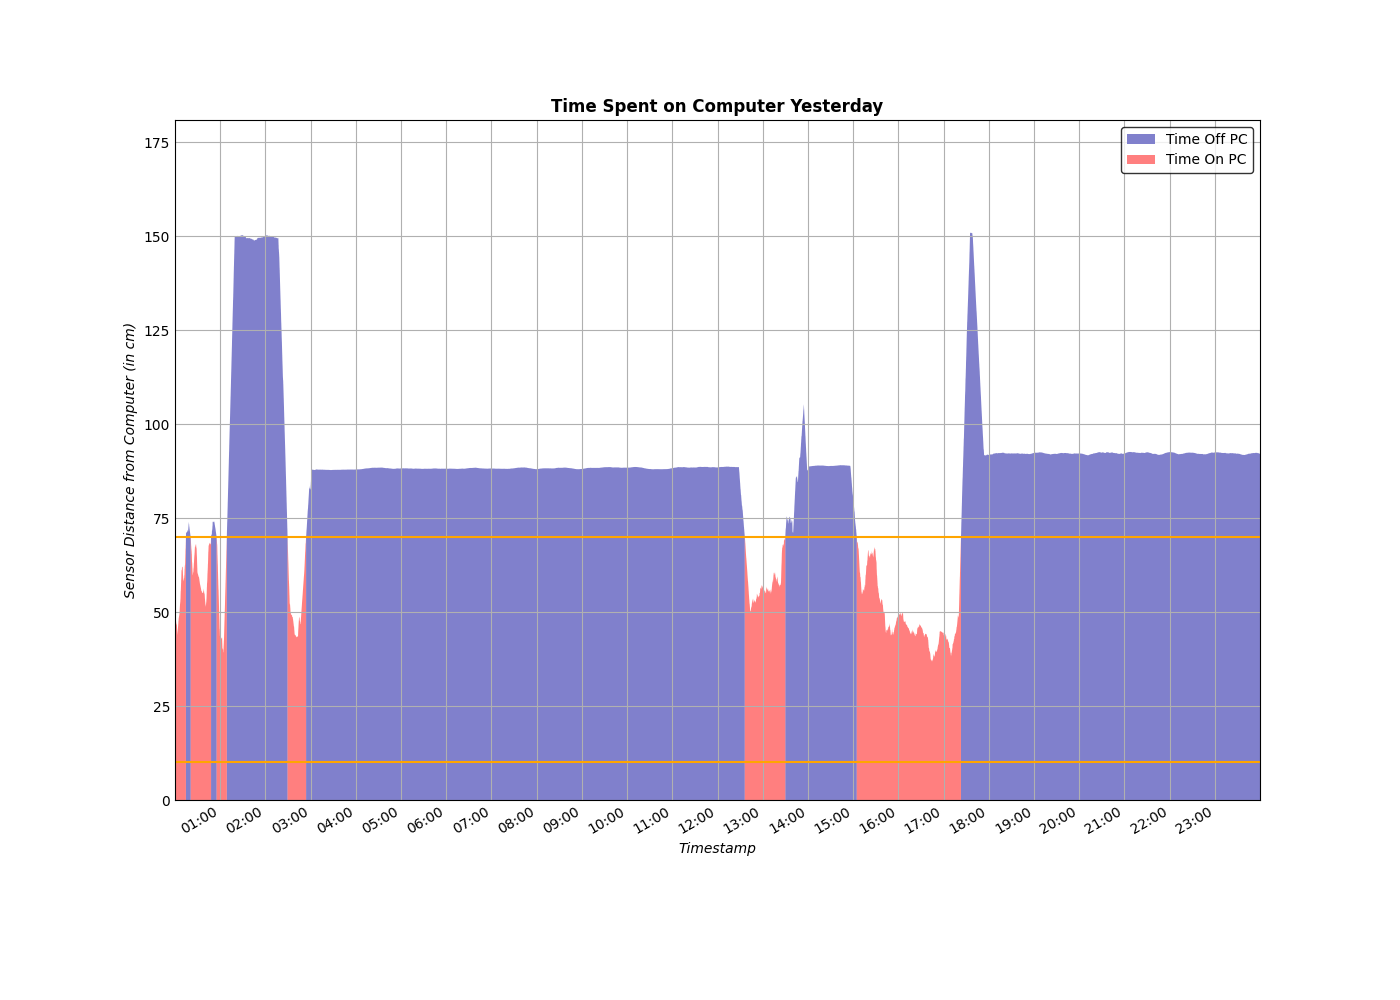 Time Spent on Computer Yesterday
Time Off PC
Time On PC
175
150
125
100
75
50
25
0
Sensor Distance from Computer (in cm)
01:00 02:00 03:00 04:00 05:00 06:00 07:00 08:00 09:00 10:00 11:00 12:00 13:00 14:00 15:00 16:00 17:00 18:00 19:00 20:00 21:00 22:00 23:00
Timestamp